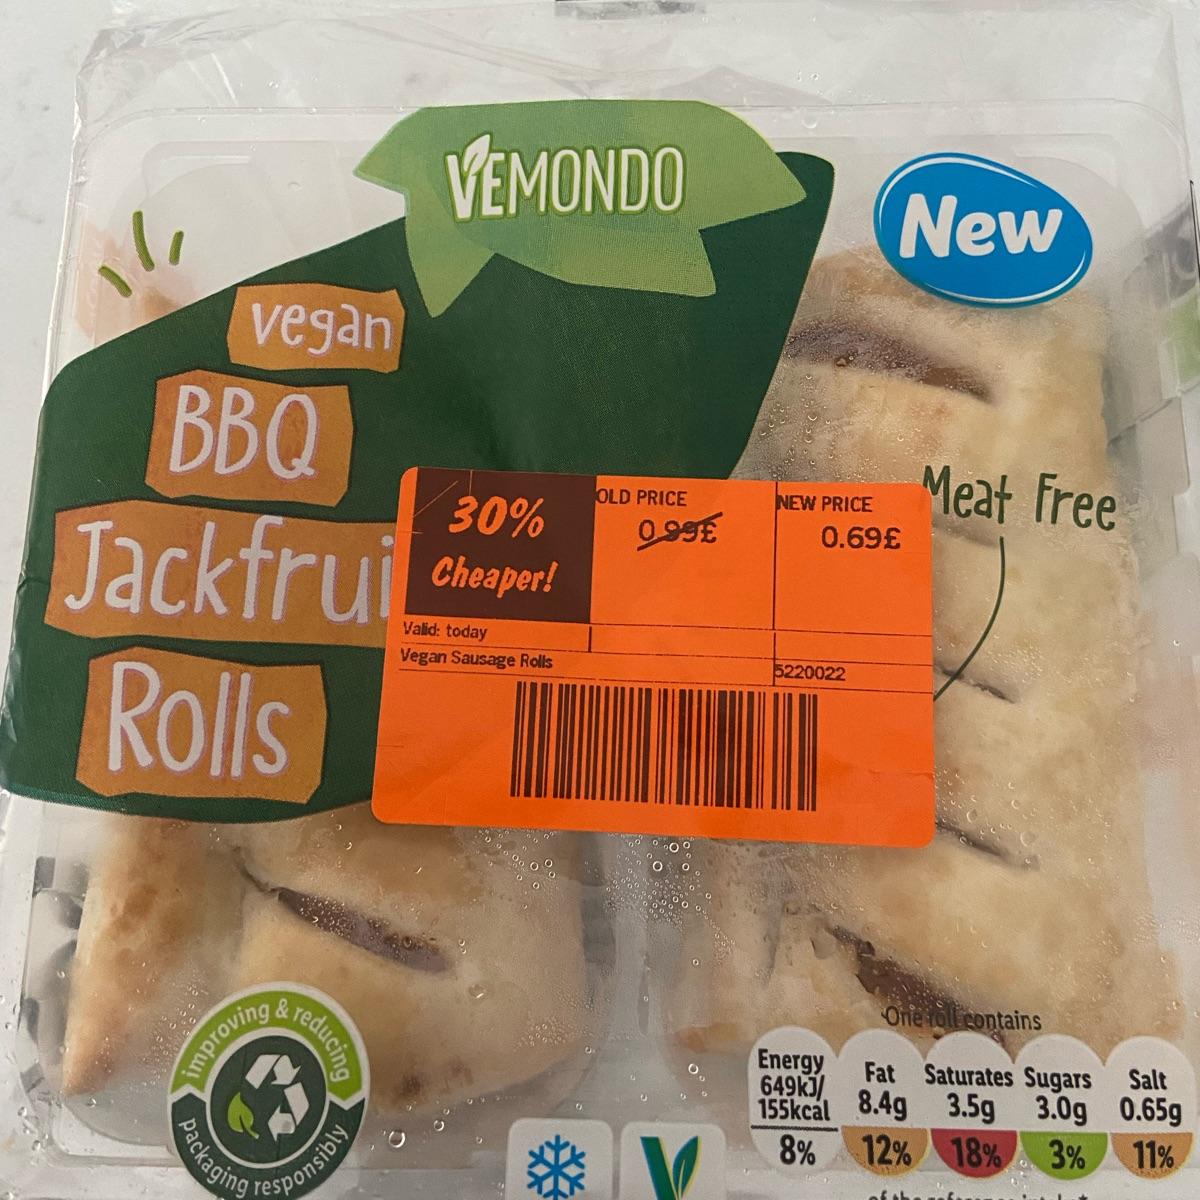 VEMONDO
New
vegan
BBQ
Jackfrui
Rolls
Meat Free
30%
Cheaper!
OLD PRICE
0.99£
NEW PRICE
0.69£
Valid: today
Vegan Sausage Rolls
5220022
improving & reducing
packaging responsibly
One roll contains
Energy
649kJ/
155kcal
8%
Fat
8.4g
12%
Saturates
3.5g
18%
Sugars
3.0g
3%
Salt
0.65g
11%